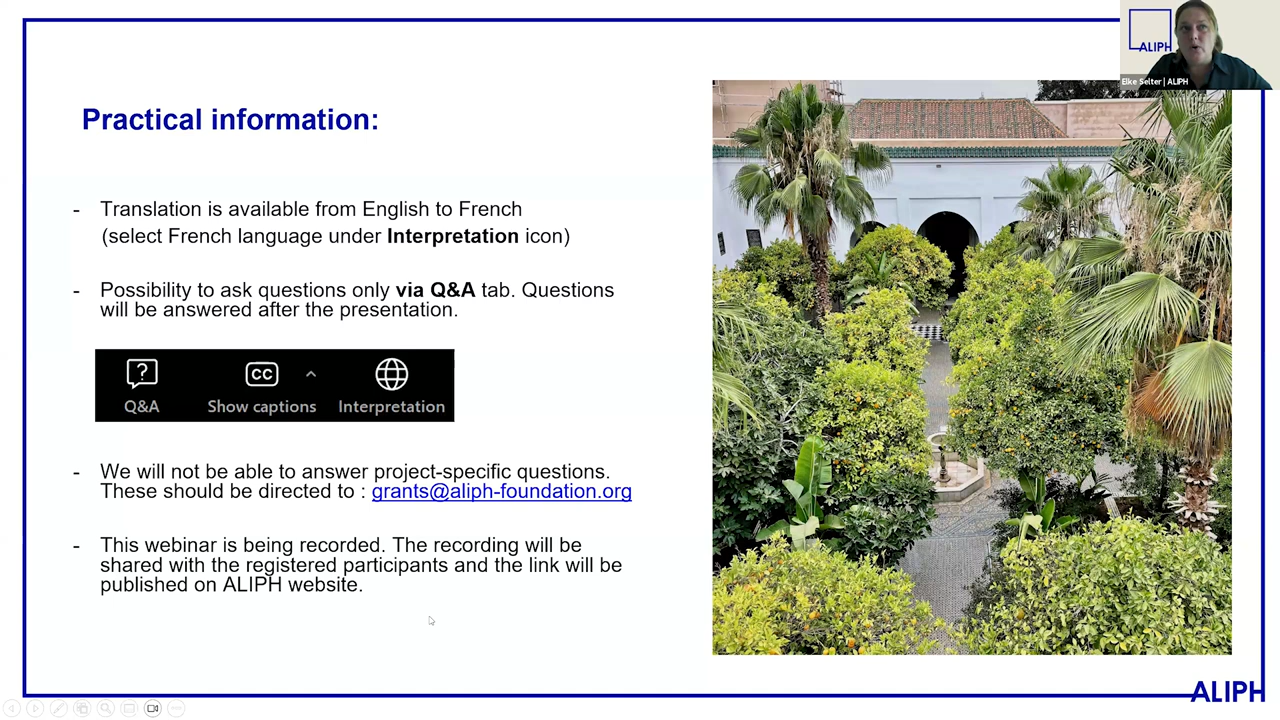 ALIPH
Elke Selter | ALIPH
Practical information:
- Translation is available from English to French
(select French language under Interpretation icon)
- Possibility to ask questions only via Q&A tab. Questions
will be answered after the presentation.
CC
Q&A Show captions Interpretation
- We will not be able to answer project-specific questions.
These should be directed to : grants@aliph-foundation.org
- This webinar is being recorded. The recording will be
shared with the registered participants and the link will be
published on ALIPH website.
ALIPH